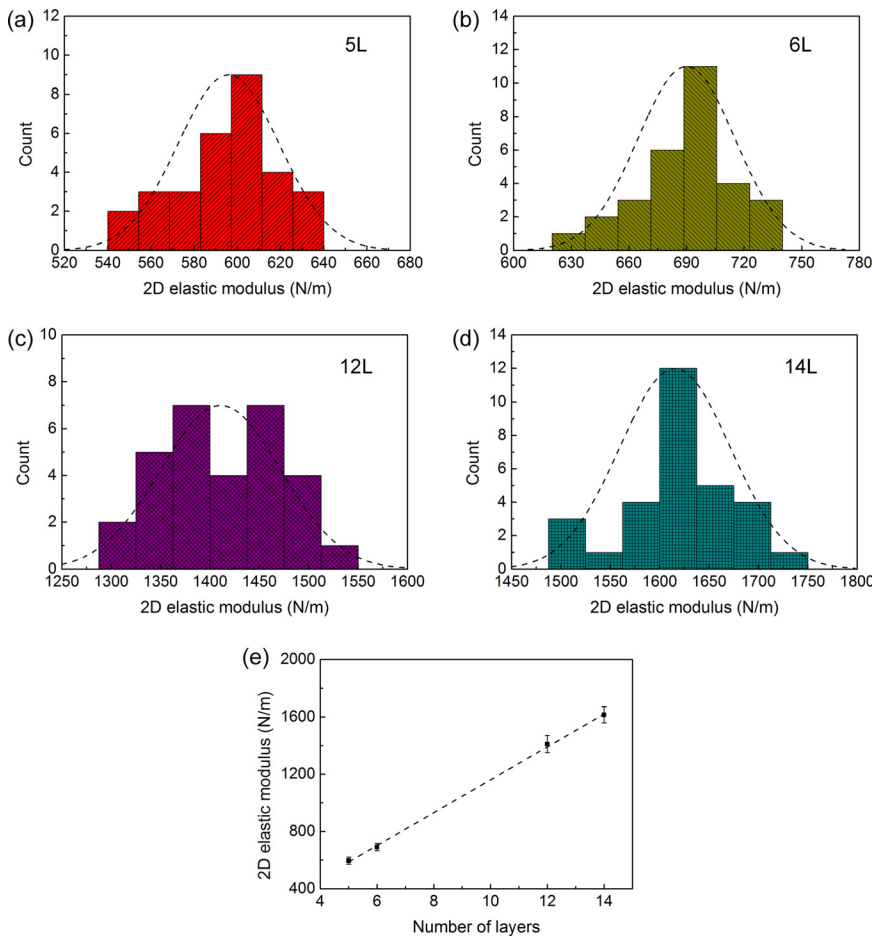 (a)
5L
12
10
8
6
4
2
0
Count
520 540 560 580 600 620 640 660 680
2D elastic modulus (N/m)
(b)
6L
14
12
10
8
6
4
2
0
Count
600 630 660 690 720 750 780
2D elastic modulus (N/m)
(c)
12L
10
8
6
4
2
0
Count
1250 1300 1350 1400 1450 1500 1550 1600
2D elastic modulus (N/m)
(d)
14L
14
12
10
8
6
4
2
0
Count
1450 1500 1550 1600 1650 1700 1750 1800
2D elastic modulus (N/m)
(e)
2000
1600
1200
800
400
2D elastic modulus (N/m)
4 6 8 10 12 14
Number of layers